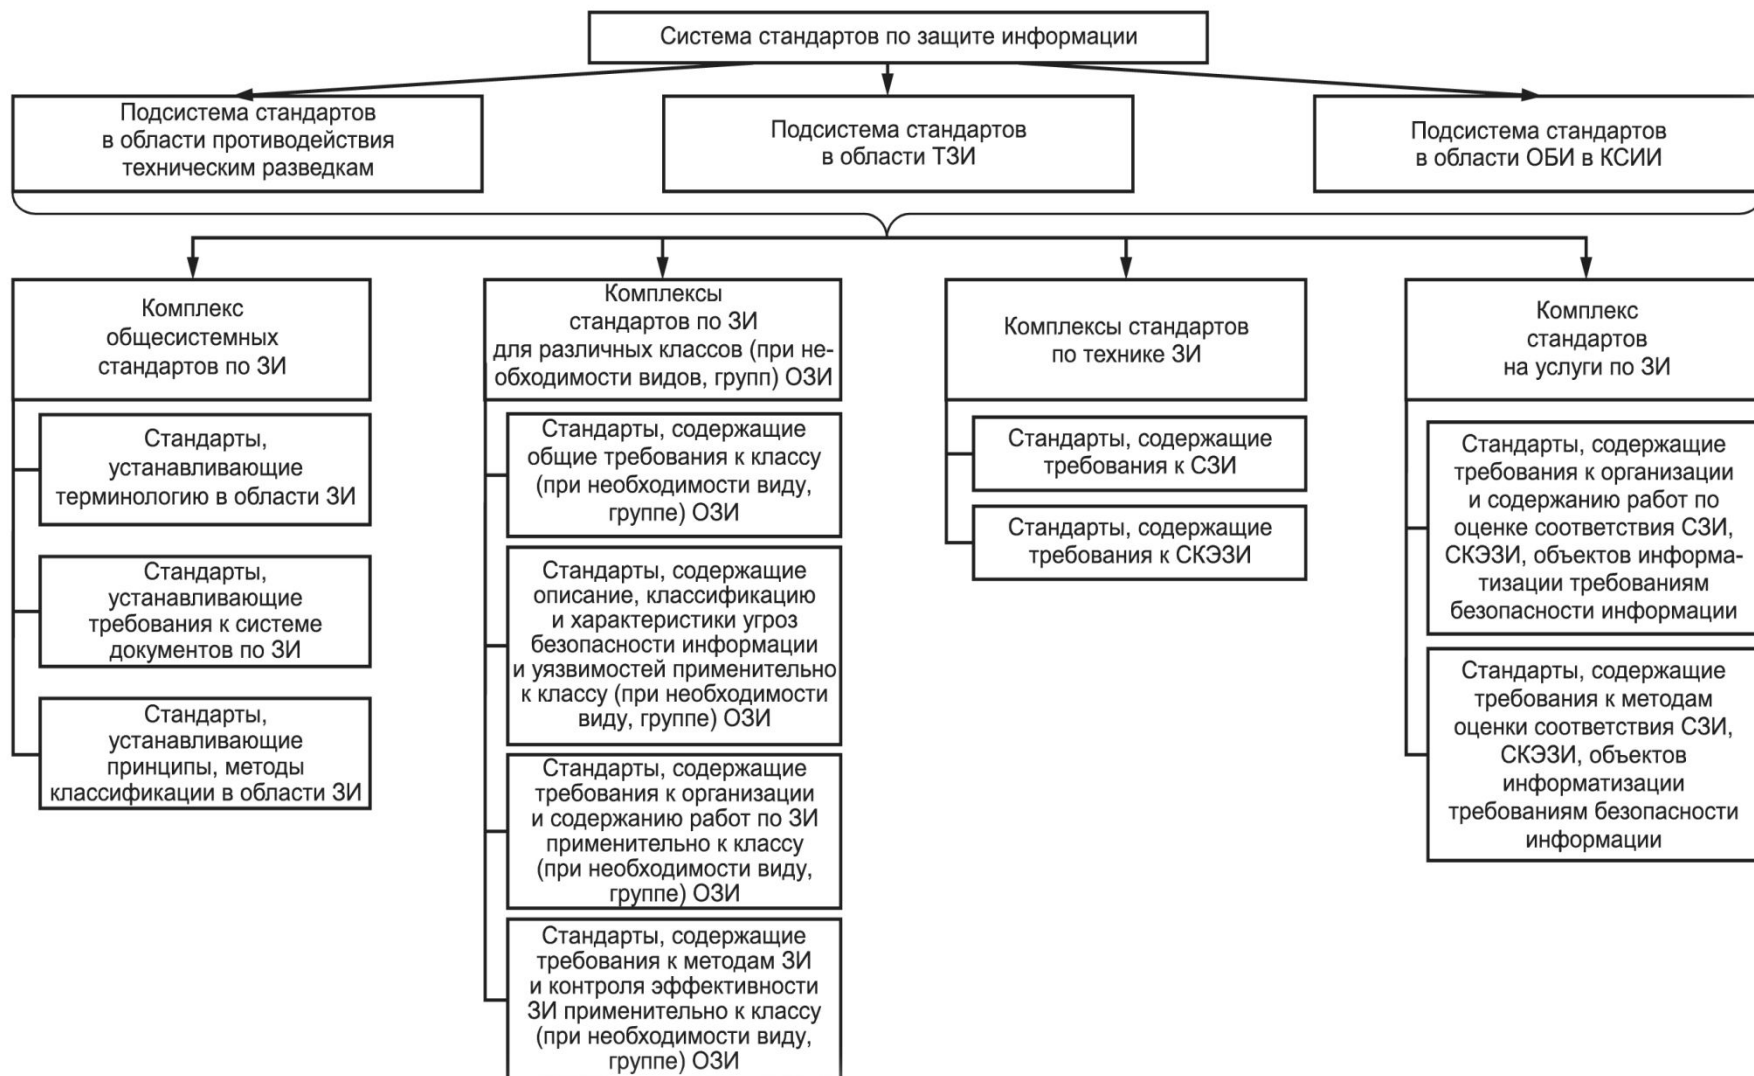 Система стандартов по защите информации
Подсистема стандартов
в области противодействия
техническим разведкам
Подсистема стандартов
в области ТЗИ
Подсистема стандартов
в области ОБИ в КСИИ
Комплекс
общесистемных
стандартов по ЗИ
Стандарты,
устанавливающие
терминологию в области ЗИ
Стандарты,
устанавливающие
требования к системе
документов по ЗИ
Стандарты,
устанавливающие
принципы, методы
классификации в области ЗИ
Комплексы
стандартов по ЗИ
для различных классов (при не-
обходимости видов, групп) ОЗИ
Стандарты, содержащие
общие требования к классу
(при необходимости виду,
группе) ОЗИ
Стандарты, содержащие
описание, классификацию
и характеристики угроз
безопасности информации
и уязвимостей применительно
к классу (при необходимости
виду, группе) ОЗИ
Стандарты, содержащие
требования к организации
и содержанию работ по ЗИ
применительно к классу
(при необходимости виду,
группе) ОЗИ
Стандарты, содержащие
требования к методам ЗИ
и контроля эффективности
ЗИ применительно к классу
(при необходимости виду,
группе) ОЗИ
Комплексы стандартов
по технике ЗИ
Стандарты, содержащие
требования к СЗИ
Стандарты, содержащие
требования к СКЭЗИ
Комплекс
стандартов
на услуги по ЗИ
Стандарты, содержащие
требования к организации
и содержанию работ по
оценке соответствия СЗИ,
СКЭЗИ, объектов информа-
тизации требованиям
безопасности информации
Стандарты, содержащие
требования к методам
оценки соответствия СЗИ,
СКЭЗИ, объектов
информатизации
требованиям безопасности
информации